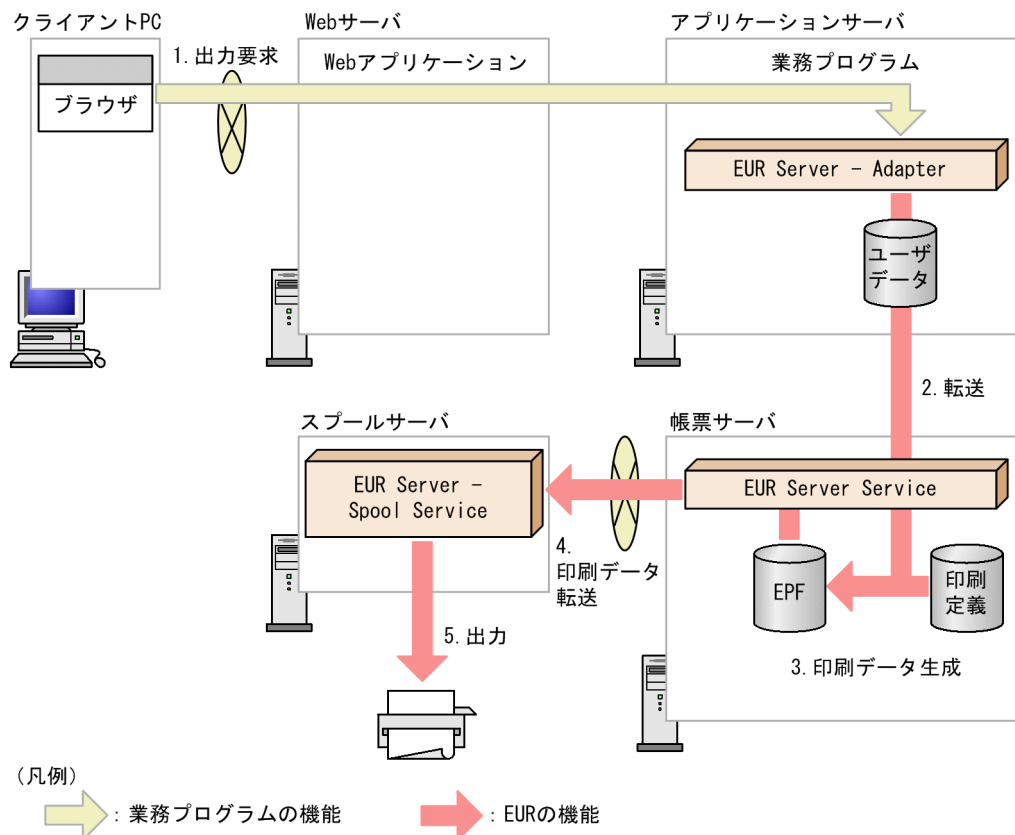 クライアントPC
Webサーバ
アプリケーションサーバ
1.出力要求
Webアプリケーション
業務プログラム
ブラウザ
EUR Server － Adapter
ユーザ
データ
2.転送
スプールサーバ
帳票サーバ
EUR Server －
Spool Service
EUR Server Service
4.
印刷データ
転送
EPF
印刷
定義
5.出力
3.印刷データ生成
(凡例)
：業務プログラムの機能
：EURの機能